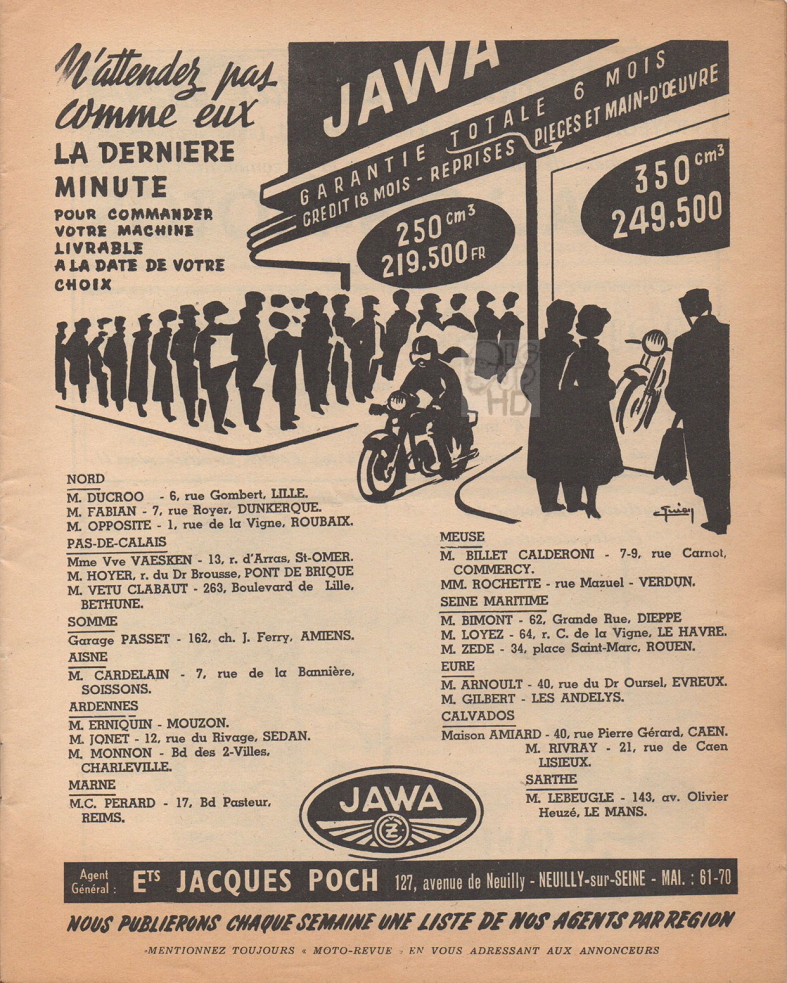 N'attendez pas
comme eux
LA DERNIERE
MINUTE
POUR COMMANDER
VOTRE MACHINE
LIVRABLE
A LA DATE DE VOTRE
CHOIX
JAWA
GARANTIE TOTALE 6 MOIS
CREDIT 18 MOIS - REPRISES PIECES ET MAIN-D'ŒUVRE
250 cm³
219.500 FR
350 cm³
249.500
NORD
M. DUCROO - 6, rue Gombert, LILLE.
M. FABIAN - 7, rue Royer, DUNKERQUE.
M. OPPOSITE - 1, rue de la Vigne, ROUBAIX.
PAS-DE-CALAIS
Mme Vve VAESKEN - 13, r. d'Arras, St-OMER.
M. HOYER, r. du Dr Brousse, PONT DE BRIQUE
M. VETU CLABAUT - 263, Boulevard de Lille,
BETHUNE.
SOMME
Garage PASSET - 162, ch. J. Ferry, AMIENS.
AISNE
M. CARDELAIN - 7, rue de la Bannière,
SOISSONS.
ARDENNES
M. ERNIQUIN - MOUZON.
M. JONET - 12, rue du Rivage, SEDAN.
M. MONNON - Bd des 2-Villes,
CHARLEVILLE.
MARNE
M.C. PERARD - 17, Bd Pasteur,
REIMS.
MEUSE
M. BILLET CALDERONI - 7-9, rue Carnot,
COMMERCY.
MM. ROCHETTE - rue Mazuel - VERDUN.
SEINE MARITIME
M. BIMONT - 62, Grande Rue, DIEPPE
M. LOYEZ - 64, r. C. de la Vigne, LE HAVRE.
M. ZEDE - 34, place Saint-Marc, ROUEN.
EURE
M. ARNOULT - 40, rue du Dr Oursel, EVREUX.
M. GILBERT - LES ANDELYS.
CALVADOS
Maison AMIARD - 40, rue Pierre Gérard, CAEN.
M. RIVRAY - 21, rue de Caen
LISIEUX.
SARTHE
M. LEBEUGLE - 143, av. Olivier
Heuzé, LE MANS.
JAWA
CZ
Agent
Général : ETS JACQUES POCH 127, avenue de Neuilly - NEUILLY-sur-SEINE - MAI. : 61-70
NOUS PUBLIERONS CHAQUE SEMAINE UNE LISTE DE NOS AGENTS PAR REGION
MENTIONNEZ TOUJOURS « MOTO-REVUE » EN VOUS ADRESSANT AUX ANNONCEURS